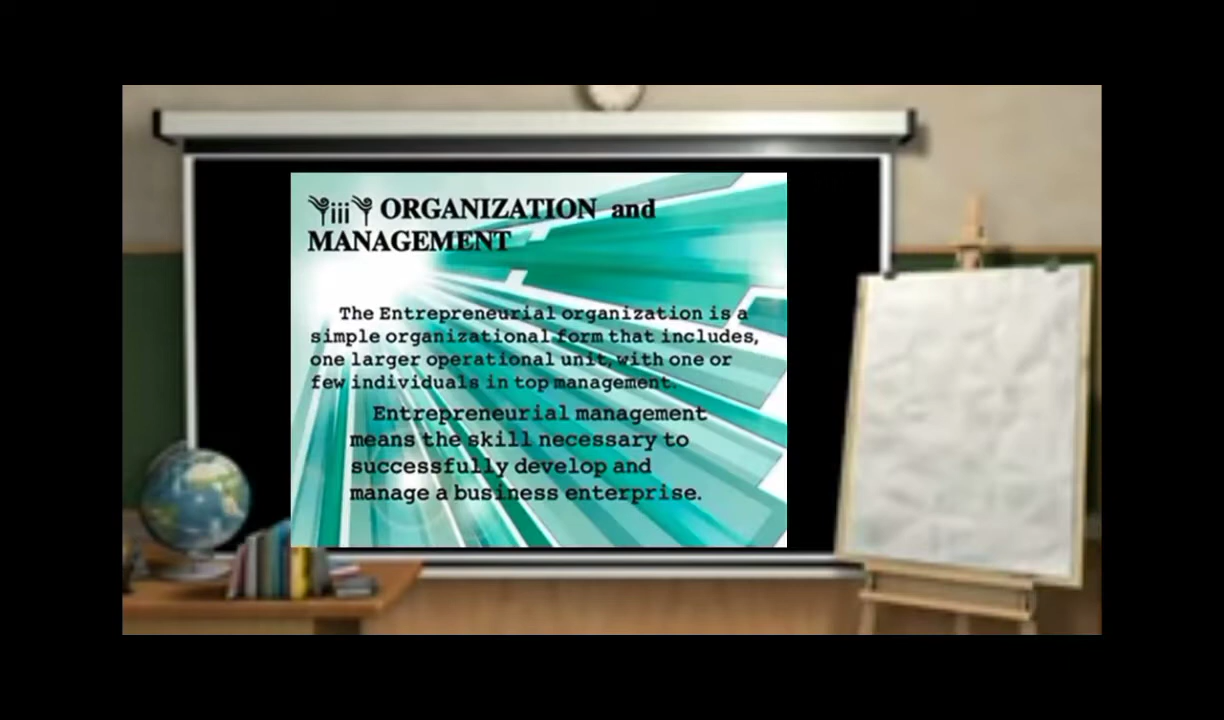 iii ORGANIZATION and
MANAGEMENT
The Entrepreneurial organization is a
simple organizational form that includes,
one larger operational unit, with one or
few individuals in top management.
Entrepreneurial management
means the skill necessary to
successfully develop and
manage a business enterprise.